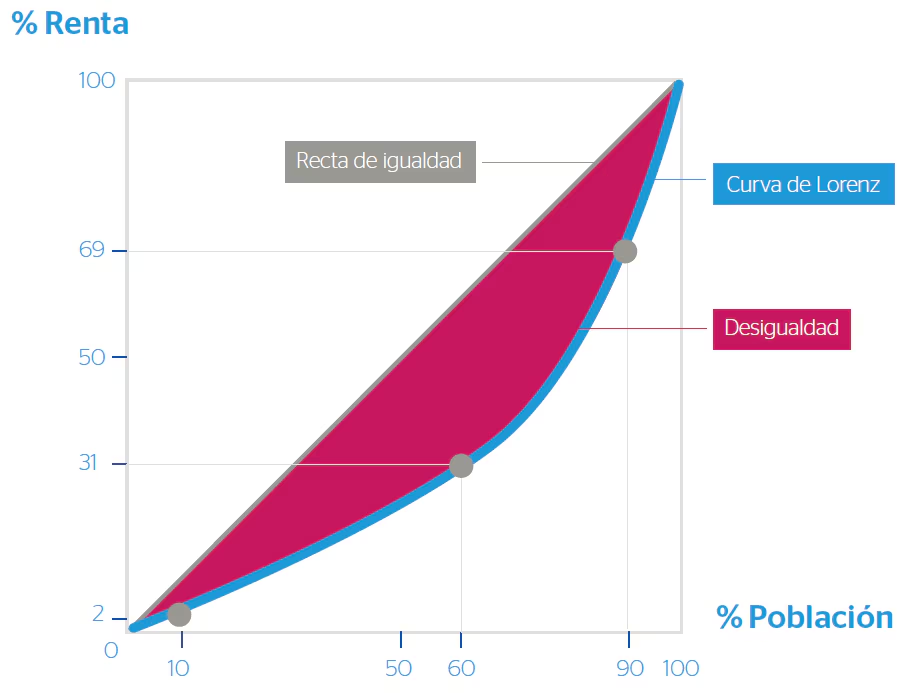 % Renta
100
Recta de igualdad
Curva de Lorenz
69
Desigualdad
50
31
2
% Población
0
10
50
60
90
100